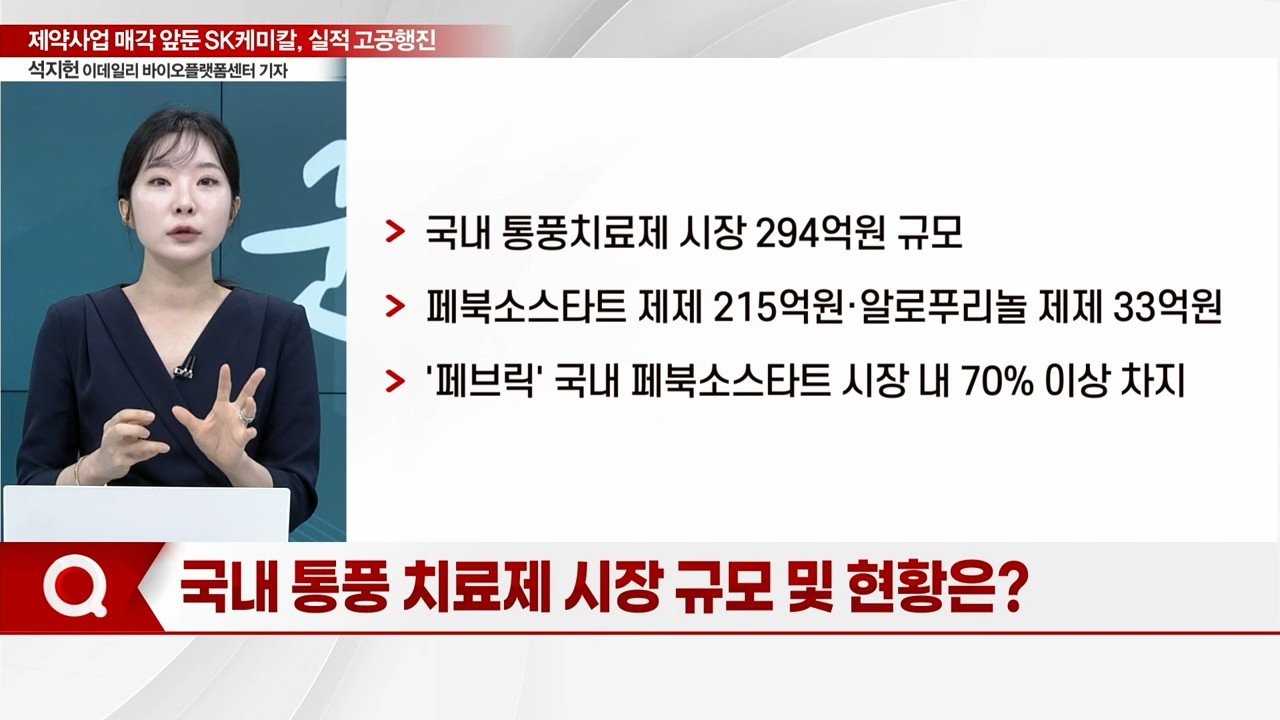 제약사업 매각 앞둔 SK케미칼, 실적 고공행진
석지헌 이데일리 바이오플랫폼센터 기자
> 국내 통풍치료제 시장 294억원 규모
> 페북소스타트 제제 215억원·알로푸리놀 제제 33억원
> '페브릭' 국내 페북소스타트 시장 내 70% 이상 차지
Q 국내 통풍 치료제 시장 규모 및 현황은?